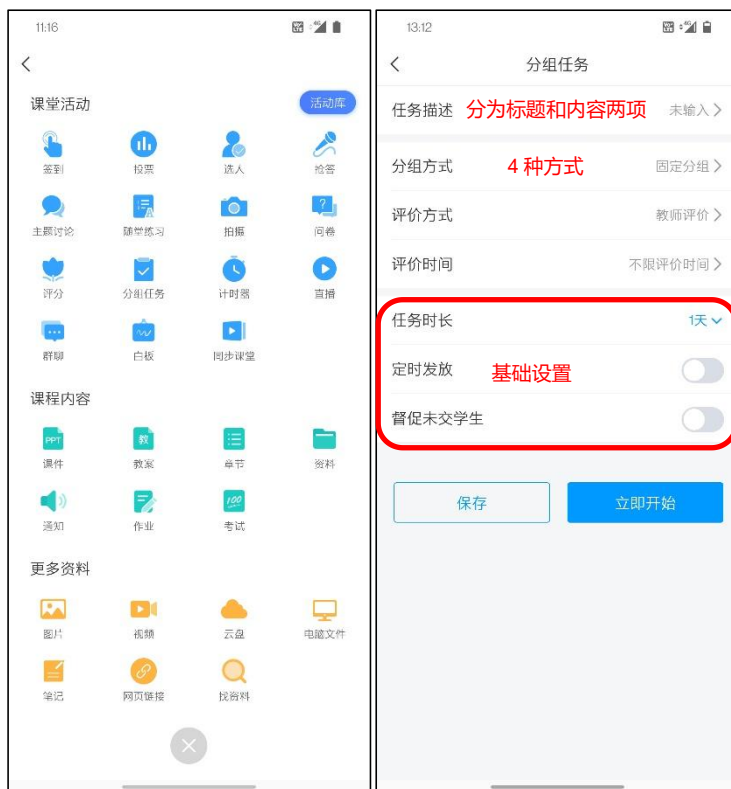 11:16
课堂活动
活动库
签到 投票 选人 抢答
主题讨论 随堂练习 拍摄 问卷
评分 分组任务 计时器 直播
群聊 白板 同步课堂
课程内容
PPT 教
课件 教案 章节 资料
100
通知 作业 考试
更多资料
图片 视频 云盘 电脑文件
笔记 网页链接 找资料
13:12
分组任务
任务描述 分为标题和内容两项 未输入
分组方式 4 种方式 固定分组
评价方式 教师评价
评价时间 不限评价时间
任务时长 1天
定时发放 基础设置
督促未交学生
保存 立即开始